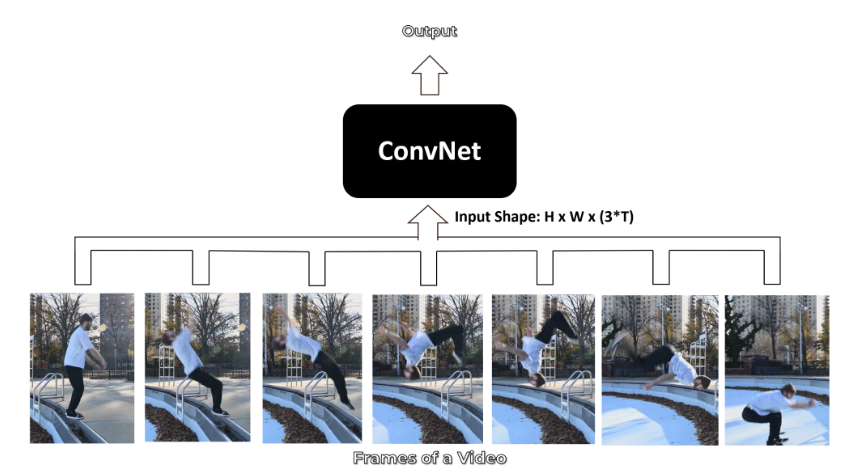 Output
ConvNet
Input Shape: H x W x (3*T)
Frames of a Video